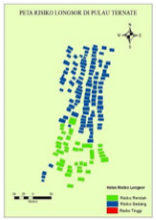 PETA RISIKO LONGSOR DI PULAU TERNATE
Kelas Risiko Longsor
Risiko Rendah
Risiko Sedang
Risiko Tinggi